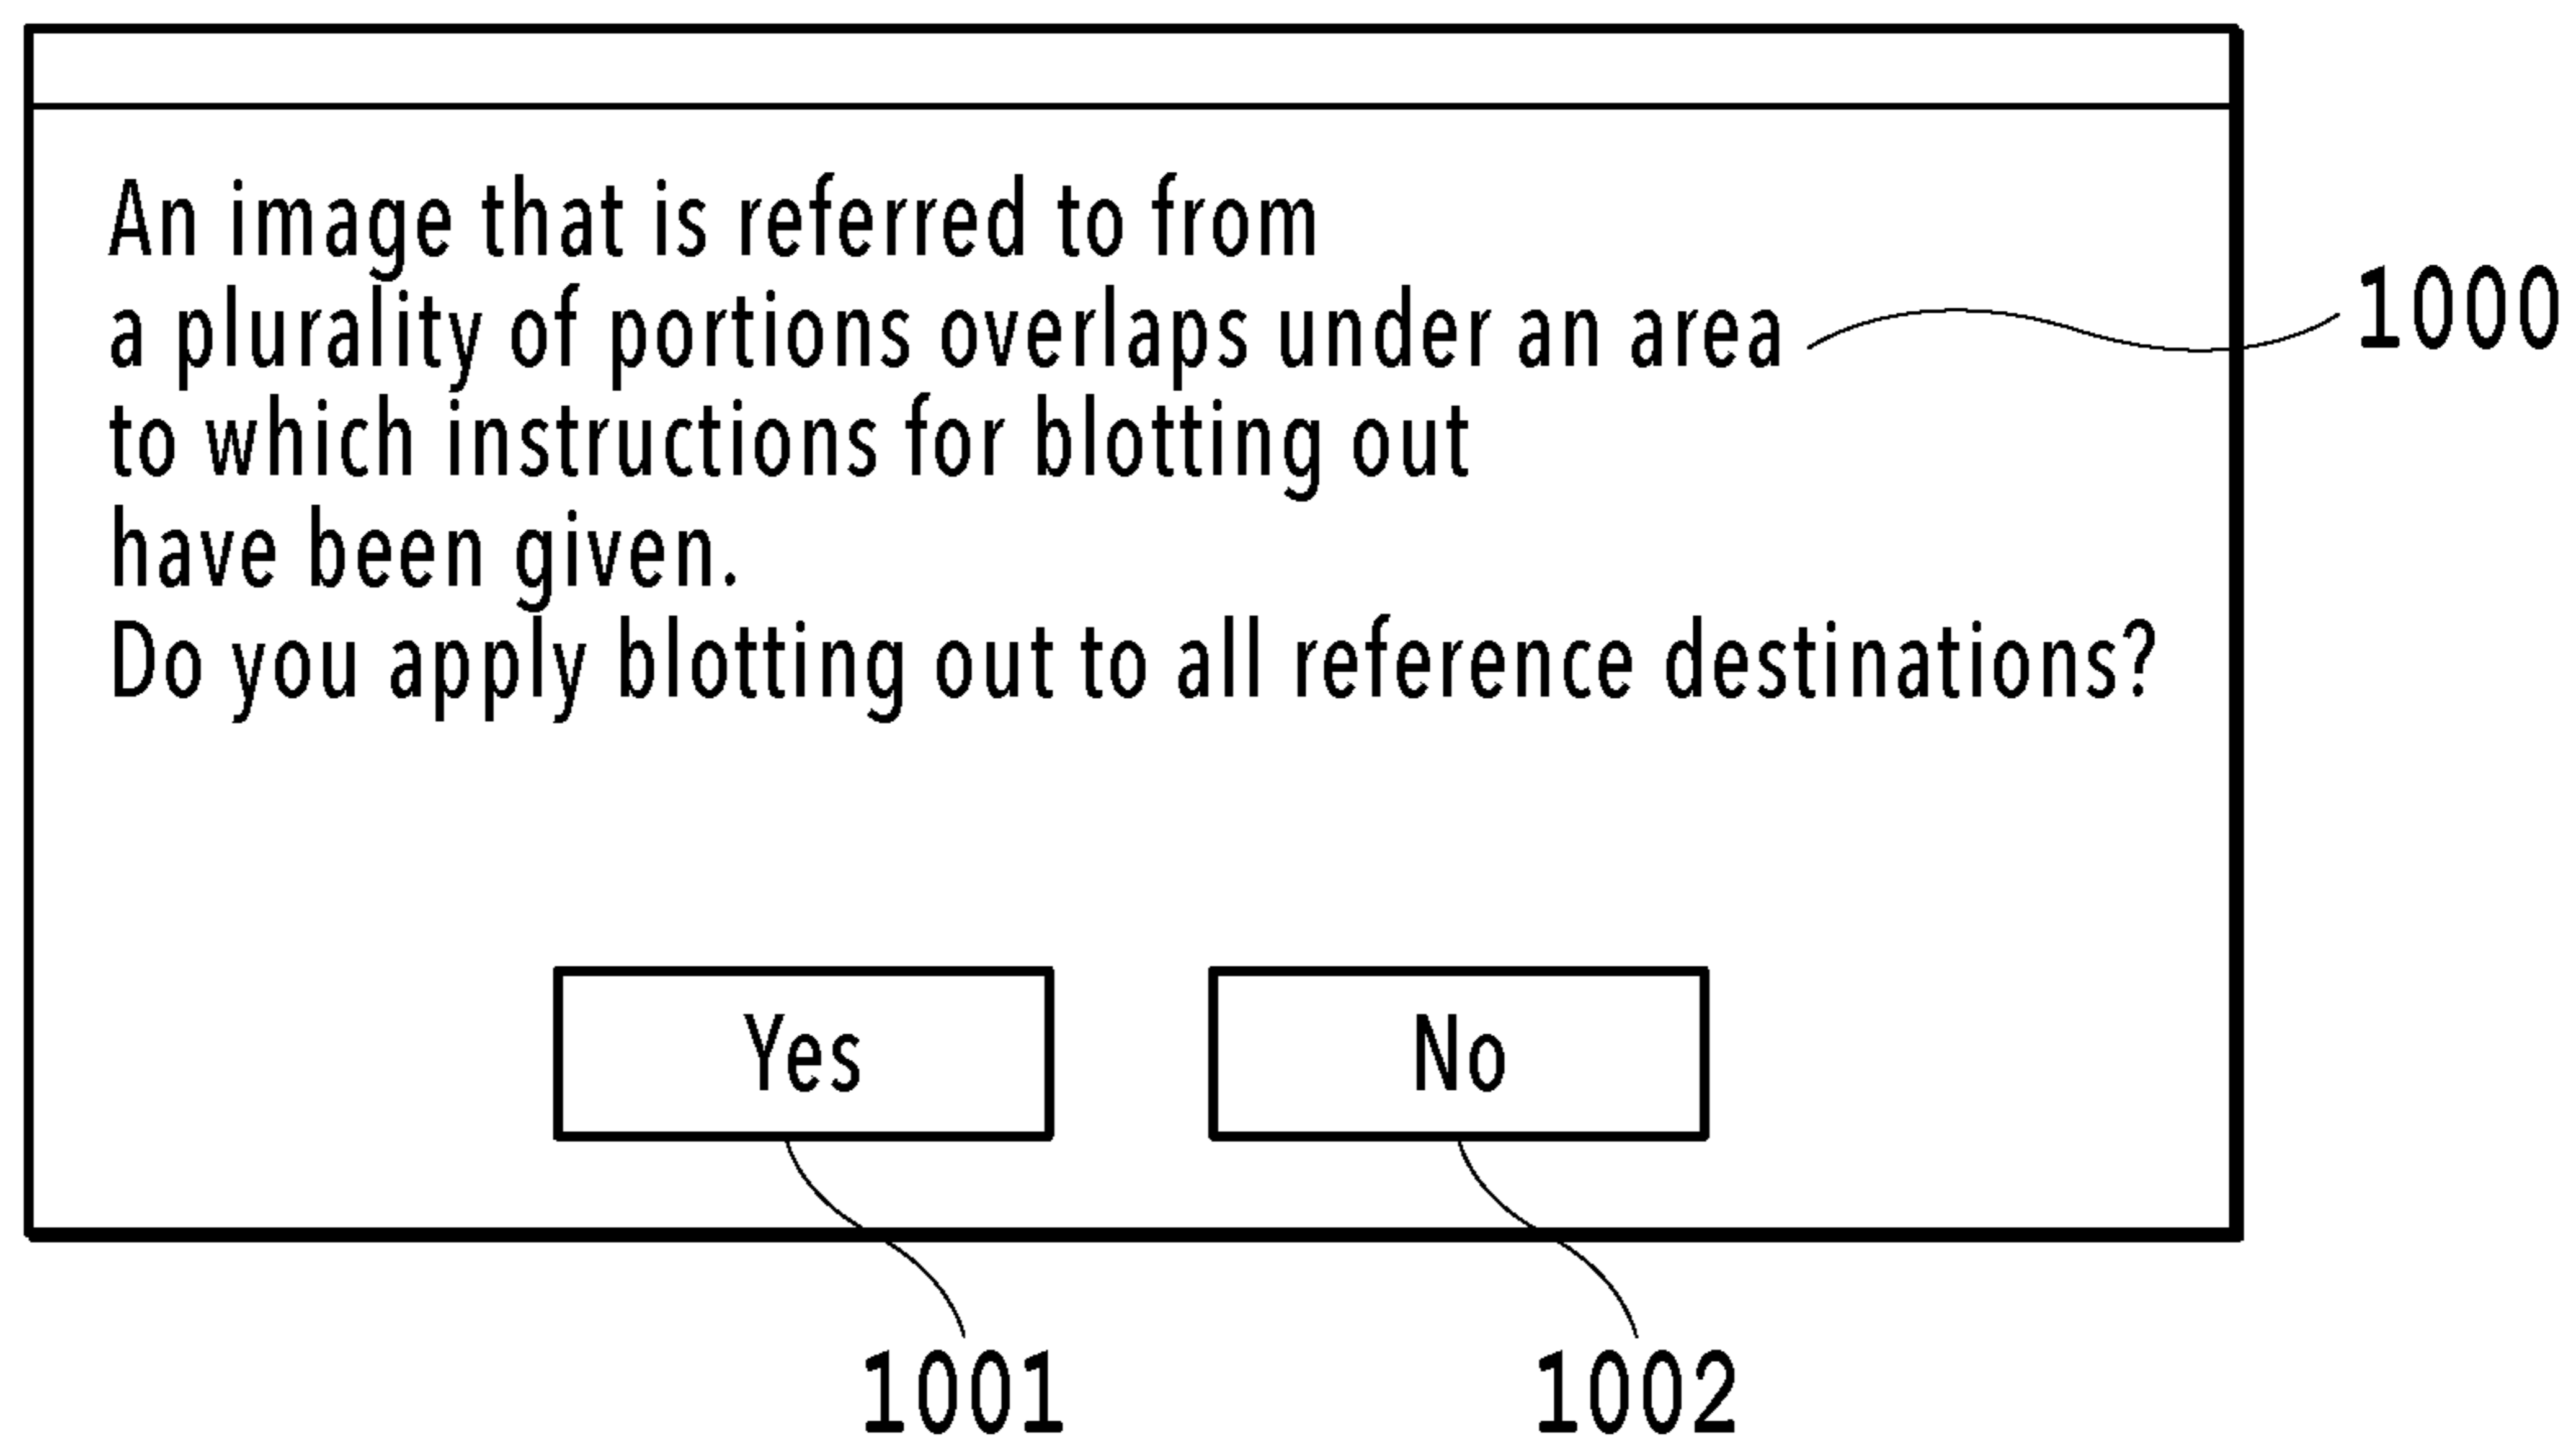 An image that is referred to from
a plurality of portions overlaps under an area
1000
to which instructions for blotting out
have been given.
Do you apply blotting out to all reference destinations?
Yes
No
1001
1002